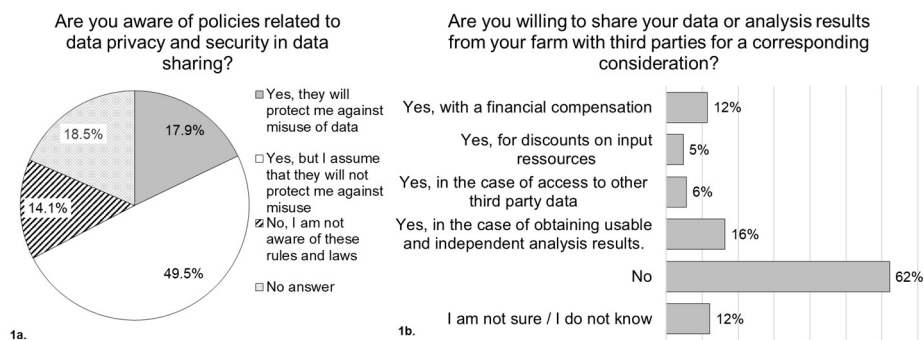 Are you aware of policies related to
data privacy and security in data
sharing?
17.9%
49.5%
14.1%
18.5%
Yes, they will
protect me against
misuse of data
Yes, but I assume
that they will not
protect me against
misuse
No, I am not
aware of these
rules and laws
No answer
1a.
Are you willing to share your data or analysis results
from your farm with third parties for a corresponding
consideration?
Yes, with a financial compensation
12%
Yes, for discounts on input
ressources
5%
Yes, in the case of access to other
third party data
6%
Yes, in the case of obtaining usable
and independent analysis results.
16%
No
62%
I am not sure / I do not know
12%
1b.